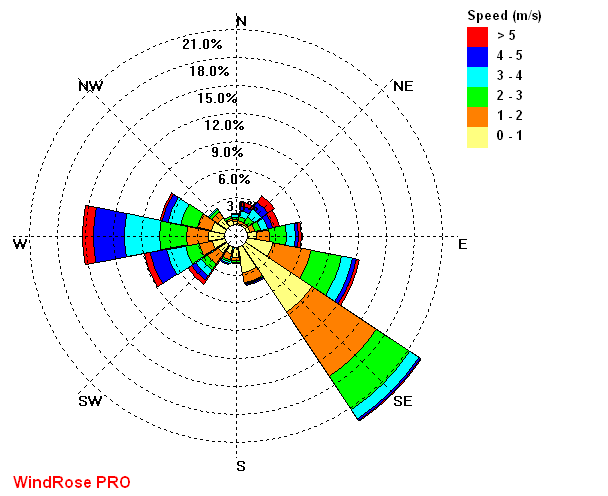 N
Speed (m/s)
> 5
4 - 5
3 - 4
2 - 3
1 - 2
0 - 1
21.0%
18.0%
15.0%
12.0%
9.0%
6.0%
NW
NE
W
E
SW
SE
S
WindRose PRO